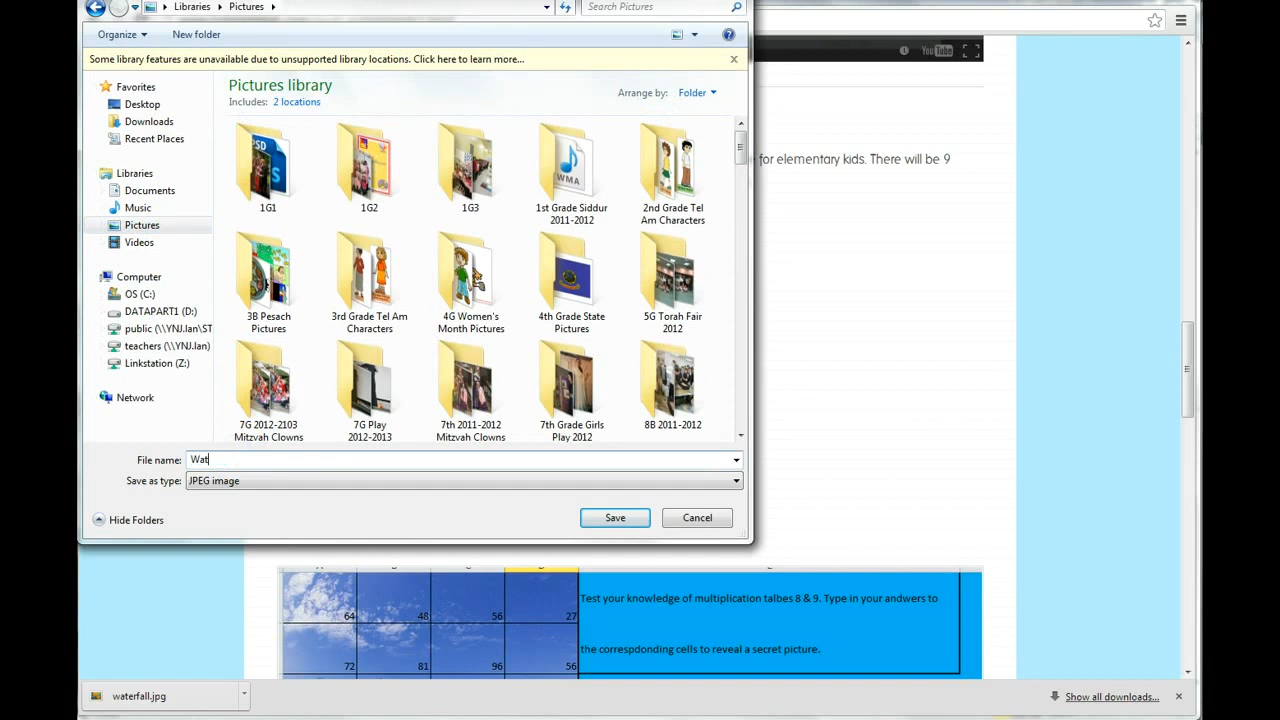 Libraries Pictures Search Pictures
Organize New folder
Some library features are unavailable due to unsupported library locations. Click here to learn more...
Favorites
Desktop
Downloads
Recent Places
Libraries
Documents
Music
Pictures
Videos
Computer
OS (C:)
DATAPART1 (D:)
public (\\YNJ.lan\ST
teachers (\\YNJ.lan)
Linkstation (Z:)
Network
Pictures library
Includes: 2 locations
Arrange by: Folder
PSD
WMA
1G1
1G2
1G3
1st Grade Siddur
2011-2012
2nd Grade Tel
Am Characters
3B Pesach
Pictures
3rd Grade Tel Am
Characters
4G Women's
Month Pictures
4th Grade State
Pictures
5G Torah Fair
2012
7G 2012-2103
Mitzvah Clowns
7G Play
2012-2013
7th 2011-2012
Mitzvah Clowns
7th Grade Girls
Play 2012
8B 2011-2012
File name: Wat
Save as type: JPEG image
Hide Folders
Save
Cancel
YouTube
for elementary kids. There will be 9
64 48 56 27
72 81 96 56
Test your knowledge of multiplication talbes 8 & 9. Type in your andwers to
the correspdonding cells to reveal a secret picture.
waterfall.jpg
Show all downloads...